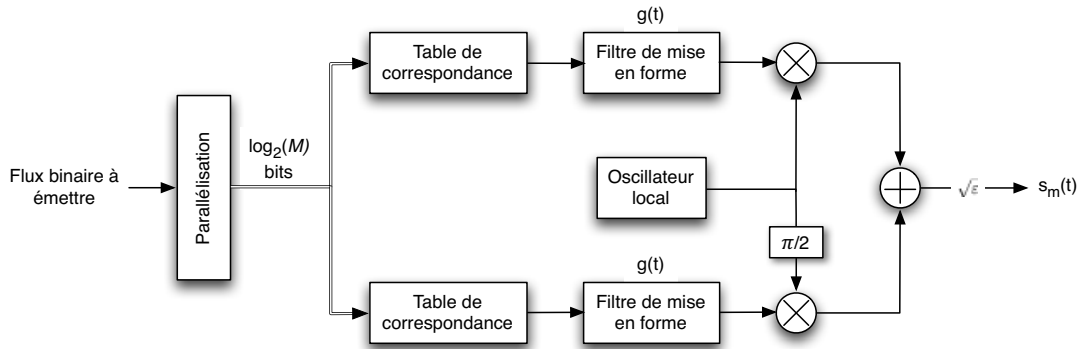 g(t)
Table de
correspondance
Filtre de mise
en forme
Parallélisation
log₂(M)
bits
Flux binaire à
émettre
Oscillateur
local
√ε
sₘ(t)
π/2
g(t)
Table de
correspondance
Filtre de mise
en forme